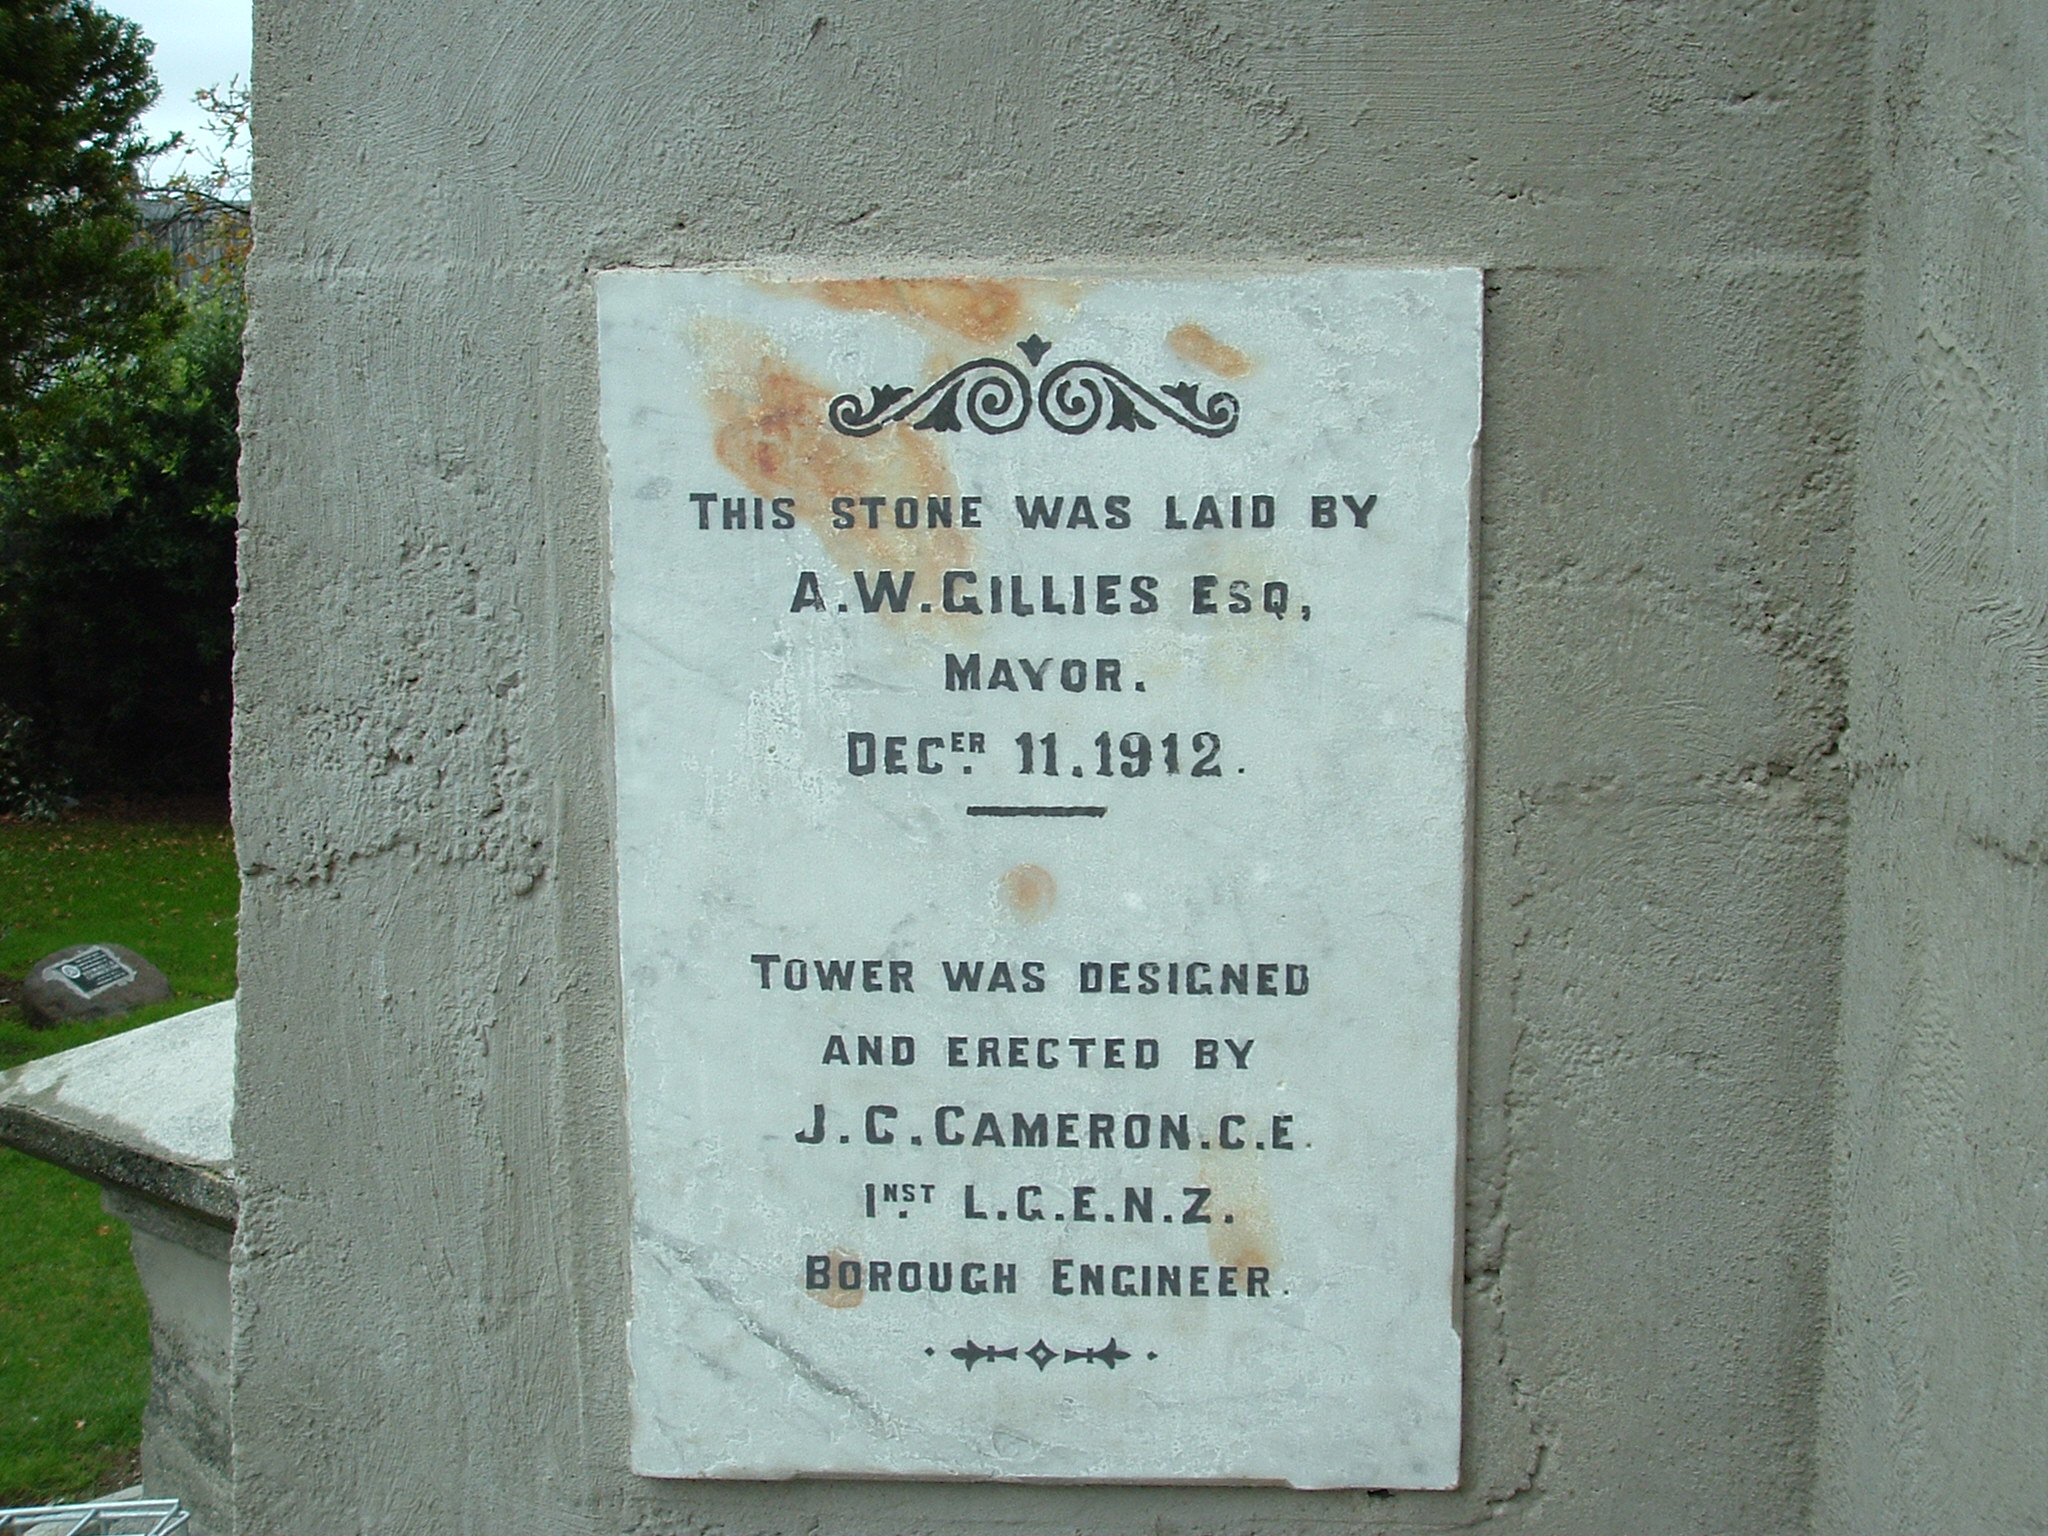 THIS STONE WAS LAID BY
A.W.GILLIES ESQ,
MAYOR.
DECER. 11.1912.
TOWER WAS DESIGNED
AND ERECTED BY
J.C.CAMERON.C.E.
INST. L.G.E.N.Z.
BOROUGH ENGINEER.